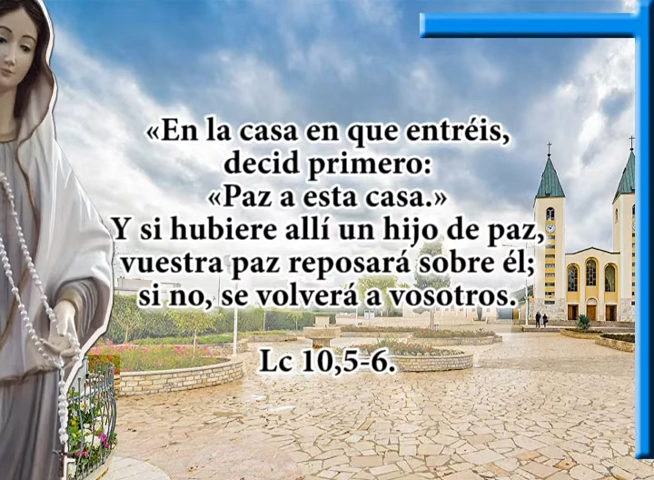 «En la casa en que entréis,
decid primero:
«Paz a esta casa.»
Y si hubiere allí un hijo de paz,
vuestra paz reposará sobre él;
si no, se volverá a vosotros.
Lc 10,5-6.